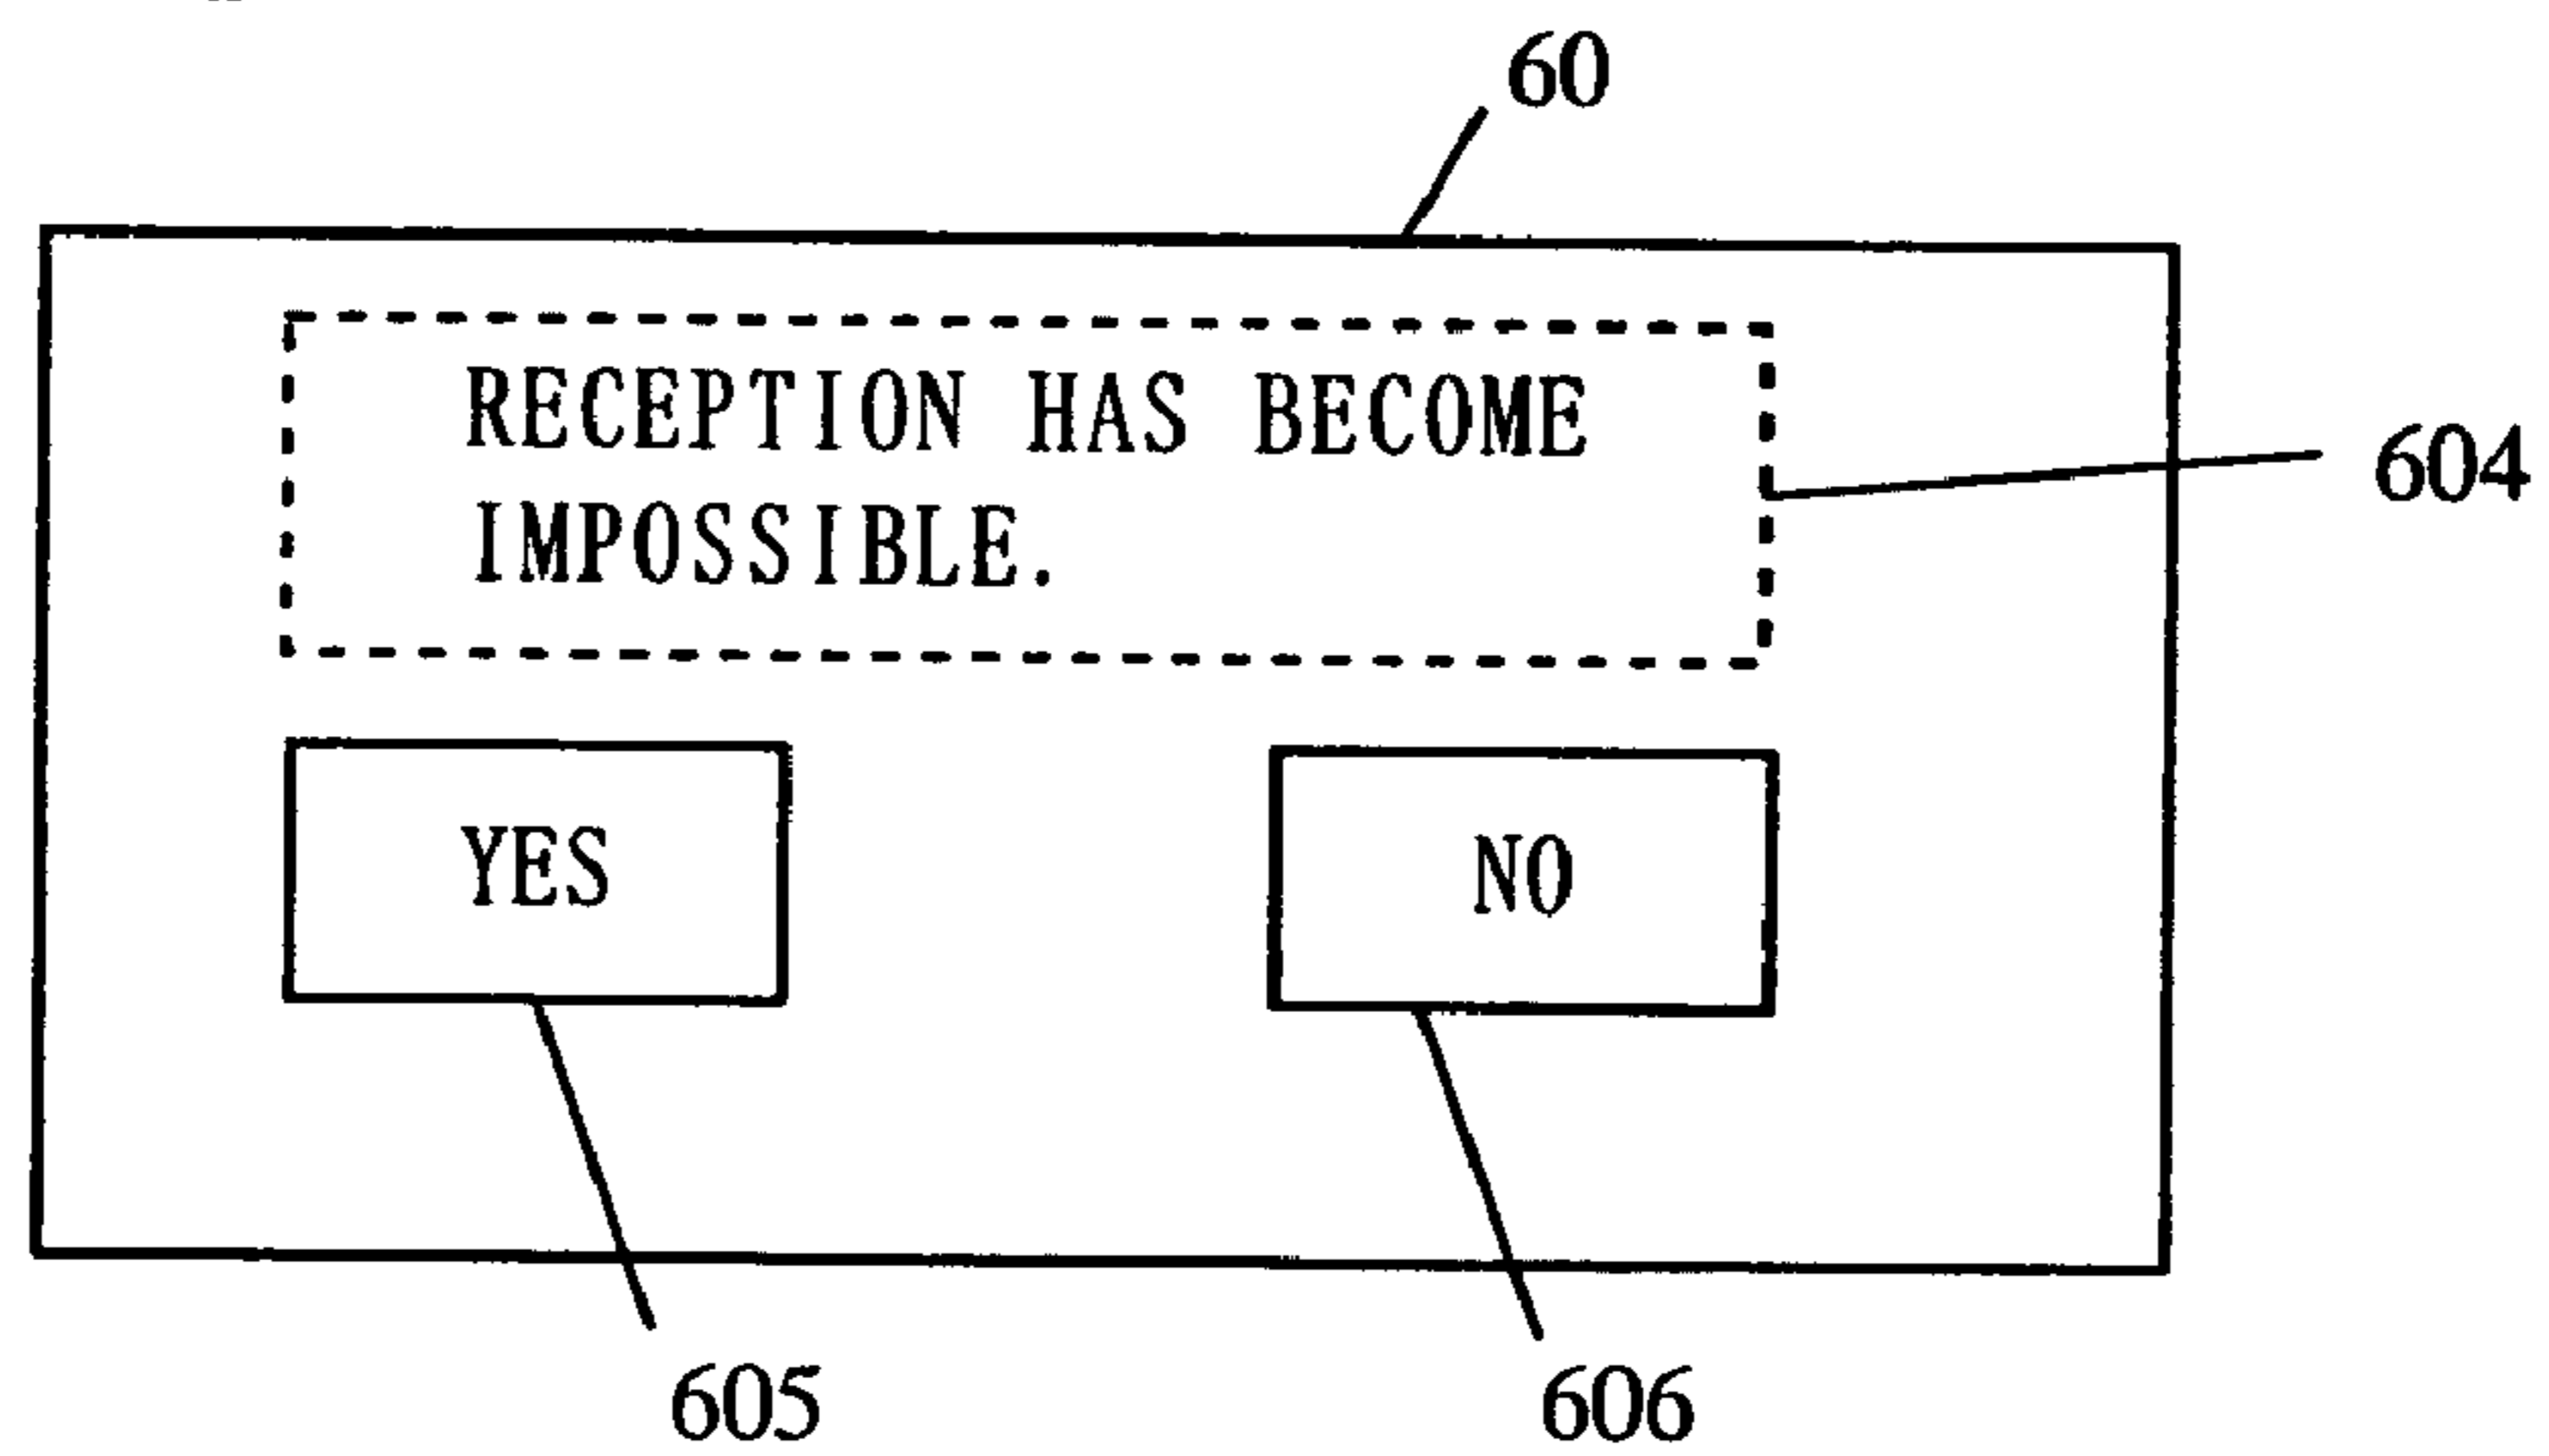 60
RECEPTION HAS BECOME
IMPOSSIBLE.
604
YES
NO
605
606